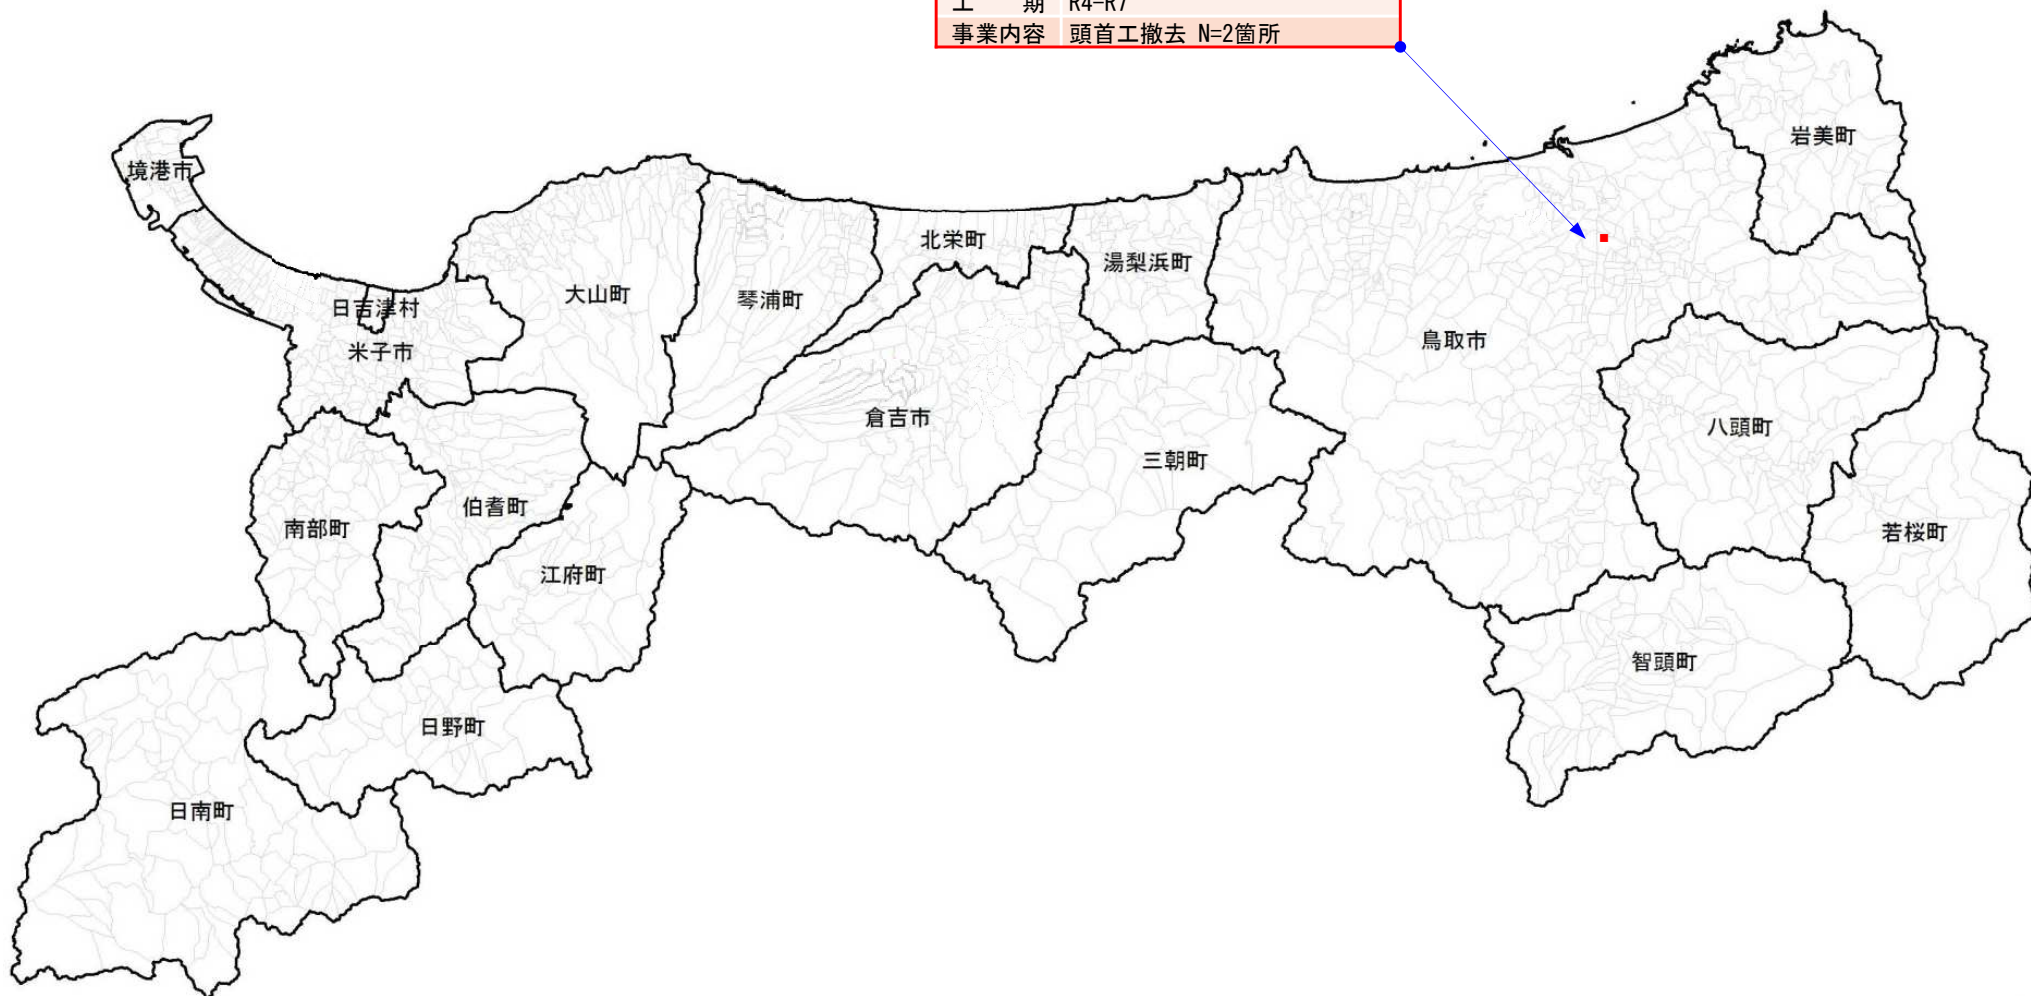 工 期 R4-R7
事業内容 頭首工撤去 N=2箇所
岩美町
境港市
北栄町
湯梨浜町
大山町
琴浦町
日吉津村
鳥取市
米子市
倉吉市
八頭町
三朝町
伯耆町
南部町
若桜町
江府町
智頭町
日野町
日南町